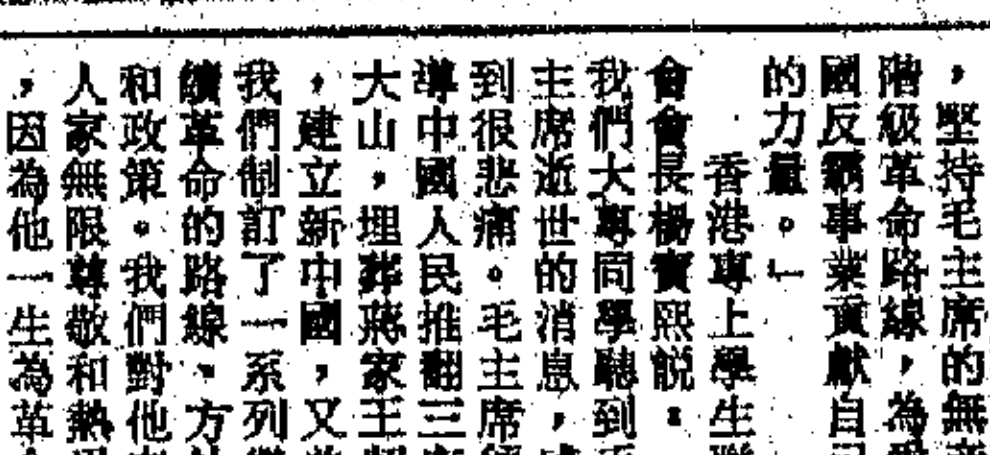 ，堅持毛主席的無
階級革命路線，為
國反霸事業貢獻自
的力量。」
香港專上學生聯
會會長楊寶熙說：
我們大專同學聽到
主席逝世的消息，
到很悲痛。毛主席
導中國人民推翻三
大山，埋葬蔣家王
，建立新中國，又
我們制訂了一系列
續革命的路線、方
和政策。我們對他
人家無限尊敬和熱
，因為他一生為革